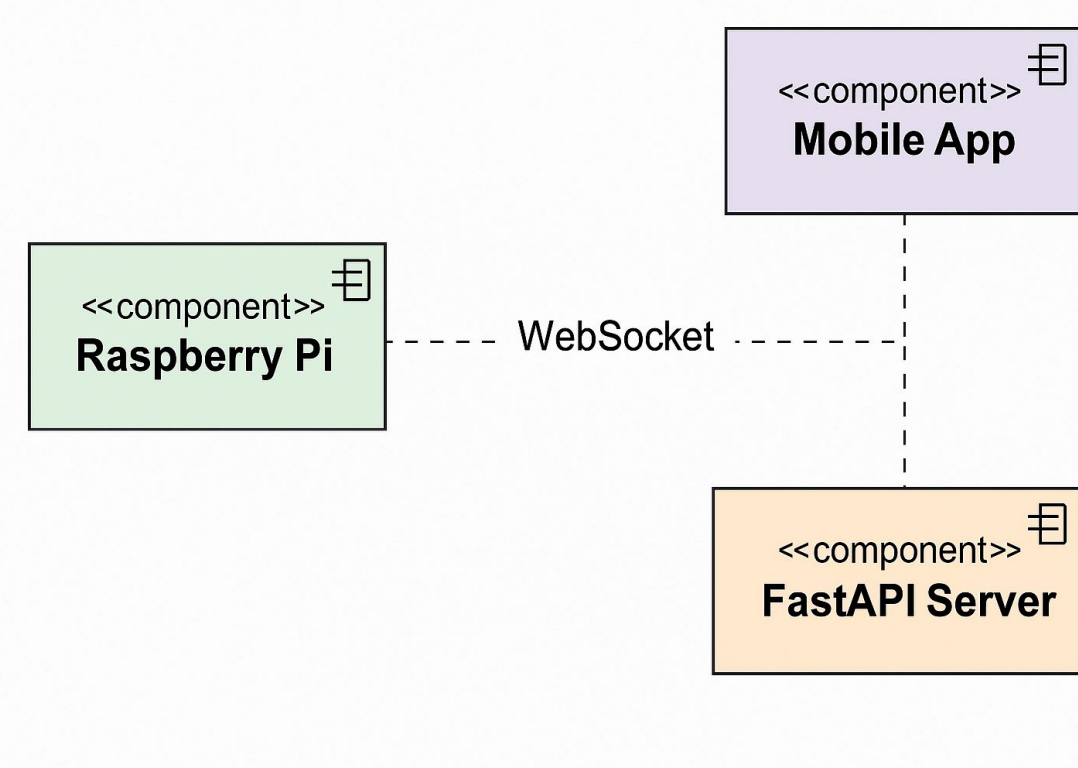 <<component>>
Mobile App
<<component>>
Raspberry Pi
WebSocket
<<component>>
FastAPI Server